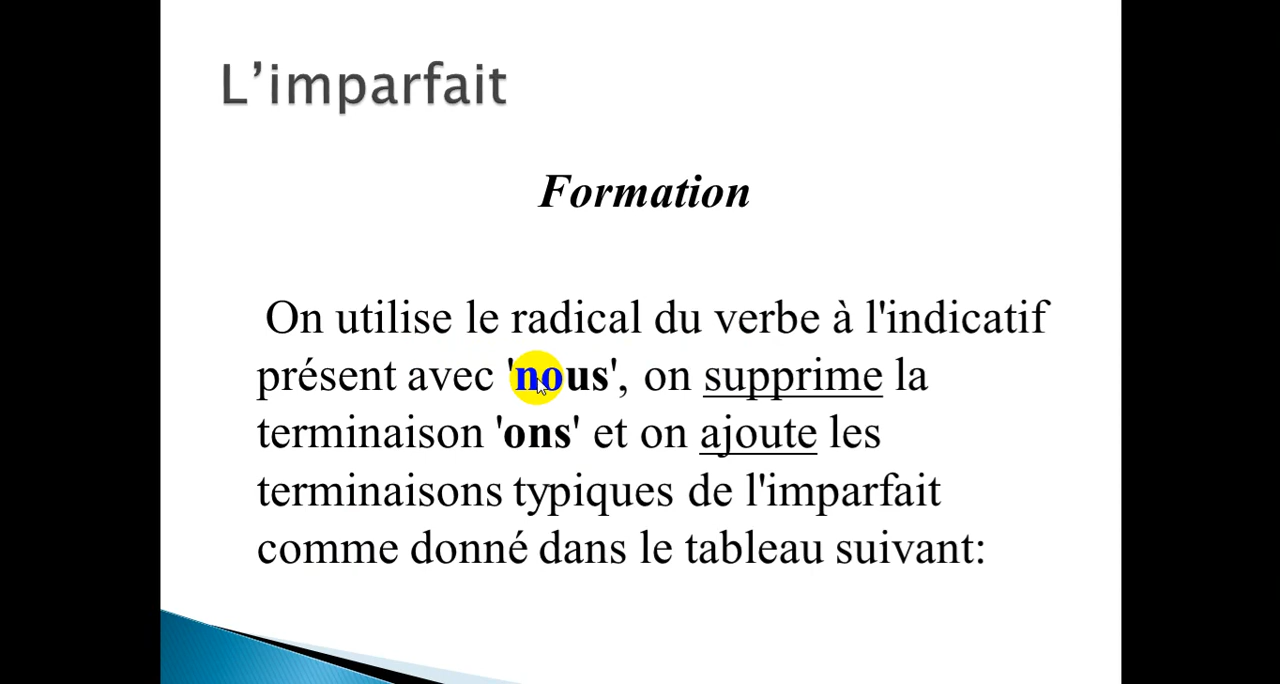 L’imparfait
Formation
On utilise le radical du verbe à l'indicatif
présent avec 'nous', on supprime la
terminaison 'ons' et on ajoute les
terminaisons typiques de l'imparfait
comme donné dans le tableau suivant: